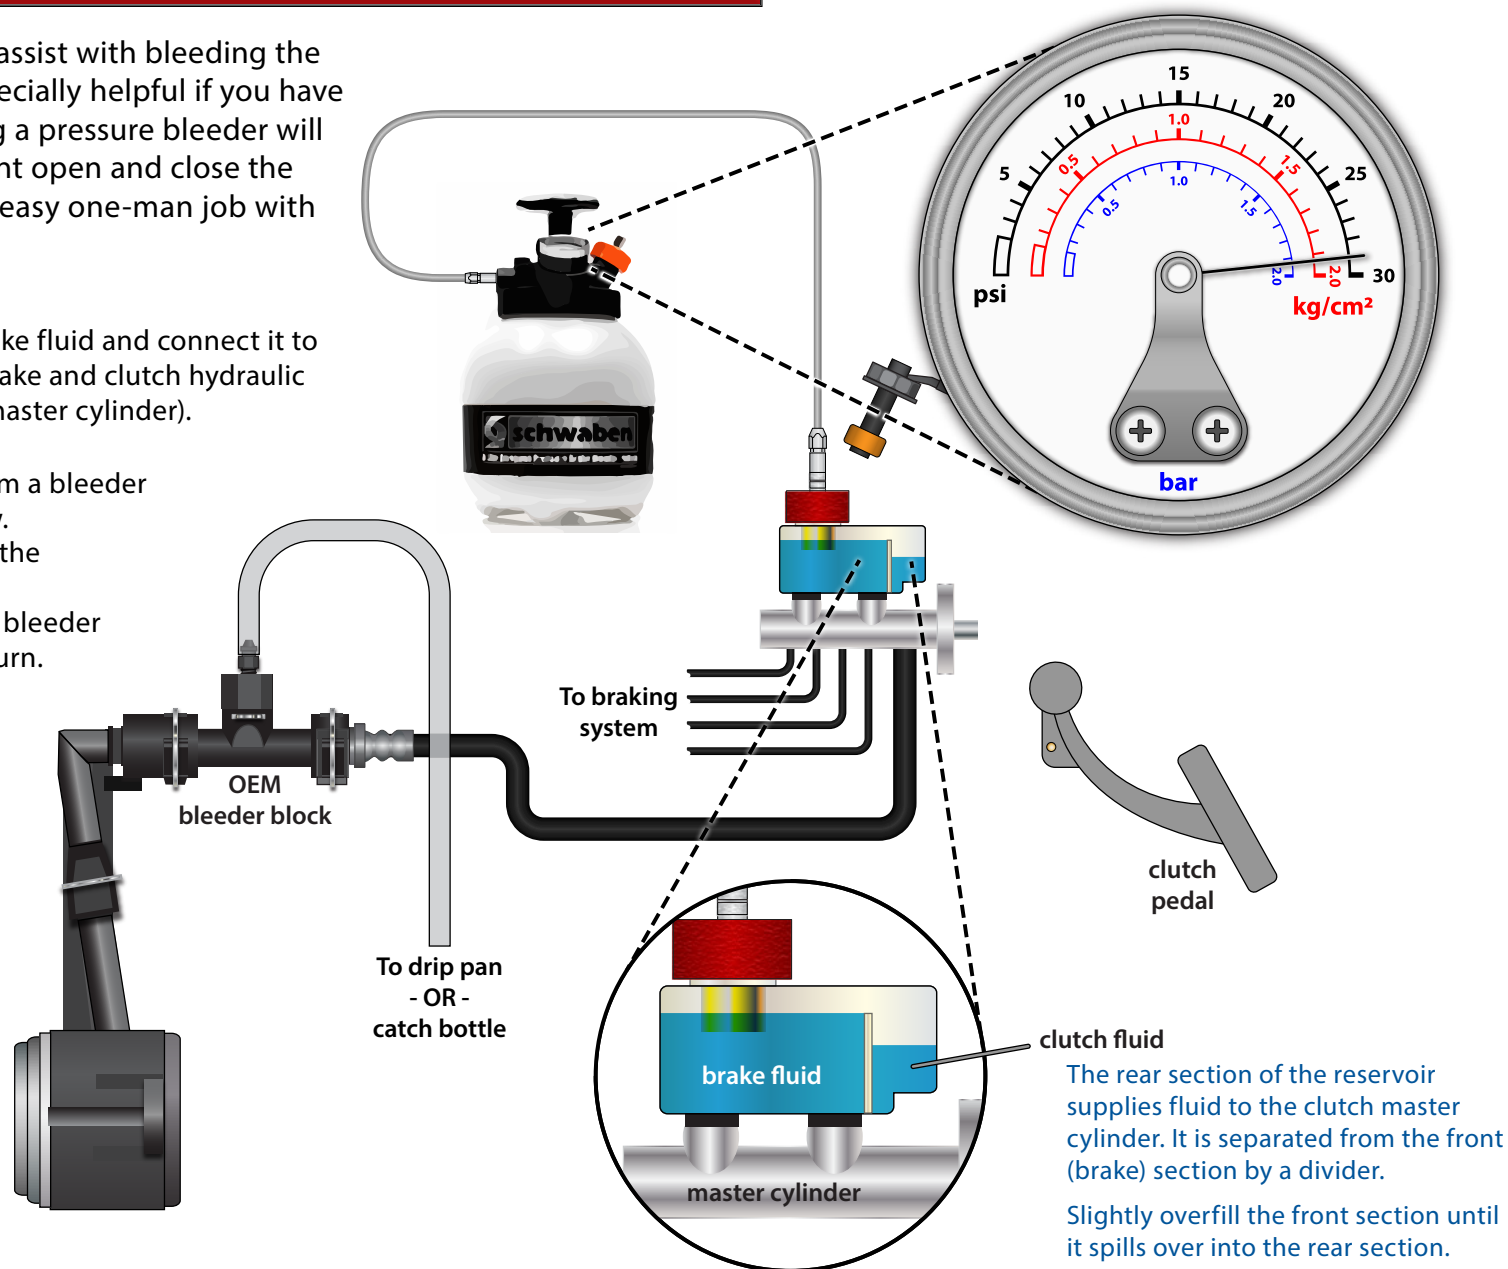 assist with bleeding the
ecially helpful if you have
g a pressure bleeder will
nt open and close the
easy one-man job with
ke fluid and connect it to
ake and clutch hydraulic
naster cylinder).
m a bleeder
y.
the
bleeder
urn.
schwaben
5
10
15
20
25
30
psi
0.5
1.0
1.5
2.0
kg/cm²
0.5
1.0
1.5
2.0
bar
To braking
system
OEM
bleeder block
To drip pan
- OR -
catch bottle
clutch
pedal
brake fluid
master cylinder
clutch fluid
The rear section of the reservoir
supplies fluid to the clutch master
cylinder. It is separated from the front
(brake) section by a divider.
Slightly overfill the front section until
it spills over into the rear section.